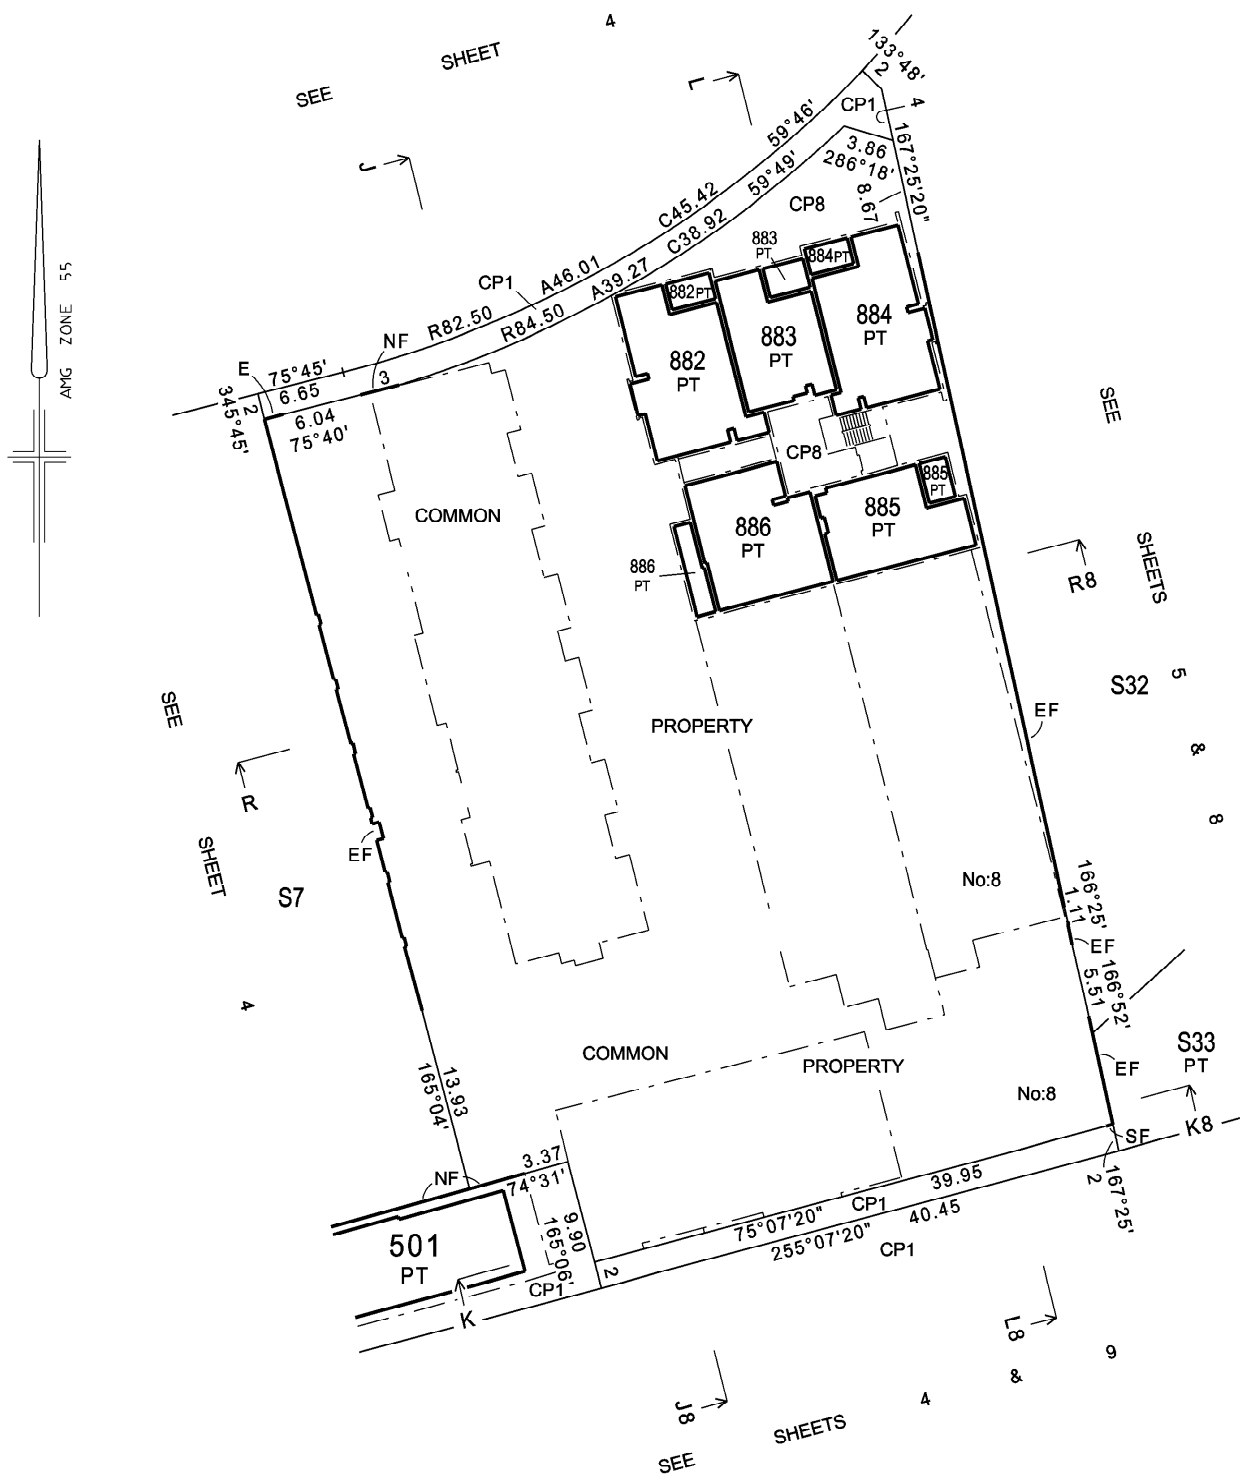 4
SHEET
SEE
133°48'
2
L
CP1
4
59°46'
167°25'20"
3.86
286°18'
59°49'
J
8.67
CP8
C45.42
C38.92
883
PT
884PT
CP1
A46.01
A39.27
882PT
AMG ZONE 55
R82.50
R84.50
884
PT
883
PT
NF
882
PT
E
75°45'
3
6.65
2
345°45'
6.04
75°40'
SEE
CP8
885
PT
COMMON
885
PT
886
PT
SHEETS
886
PT
R8
S32
5
SEE
EF
PROPERTY
&
R
8
EF
SHEET
No:8
S7
166°25'
1.11
EF
166°52'
5.51
4
COMMON
PROPERTY
S33
PT
EF
No:8
13.93
165°04'
K8
SF
3.37
NF
74°31'
39.95
2
167°25'
CP1
40.45
9.90
165°06'
75°07'20"
255°07'20"
CP1
501
PT
2
CP1
K
L8
9
&
4
J8
SHEETS
SEE